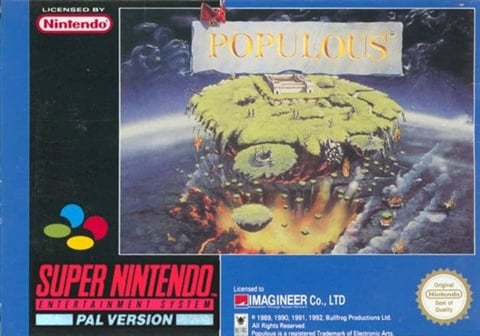 LICENSED BY
Nintendo
POPULOUS™
SUPER NINTENDO
ENTERTAINMENT SYSTEM
PAL VERSION
Licensed to
IMAGINEER Co., LTD
© 1989, 1990, 1991, 1992, Bullfrog Productions Ltd.
All Rights Reserved
Populous is a registered Trademark of Electronic Arts.
Original
Nintendo
Seal of
Quality